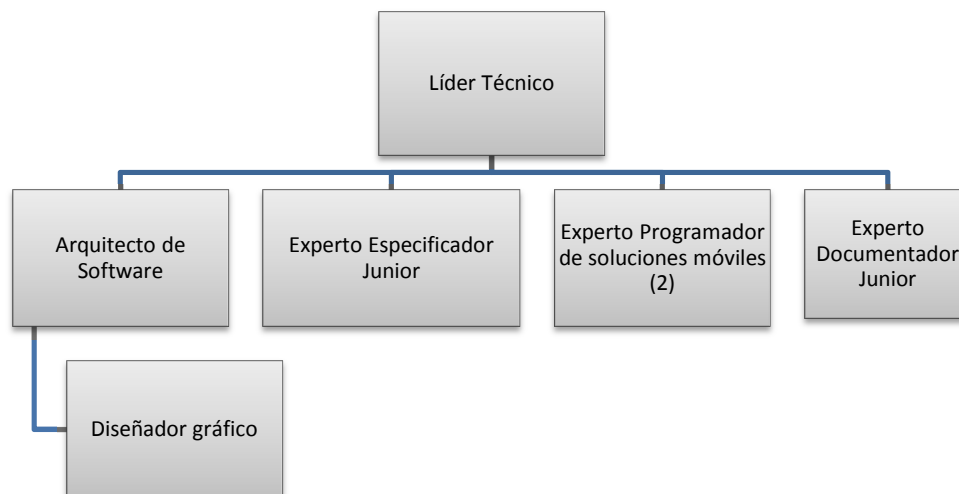 Líder Técnico
Arquitecto de
Software
Experto Especificador
Junior
Experto Programador
de soluciones móviles
(2)
Experto
Documentador
Junior
Diseñador gráfico